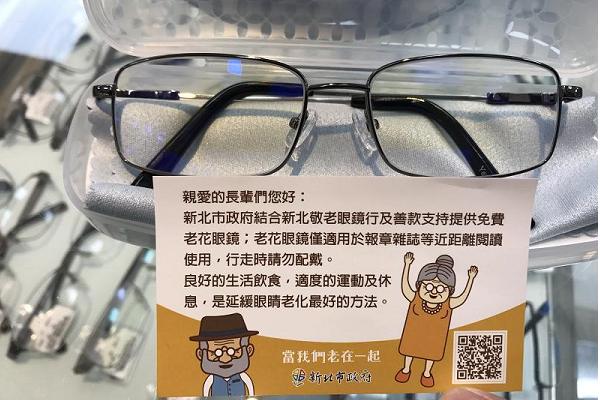 親愛的長輩們您好：
新北市政府結合新北敬老眼鏡行及善款支持提供免費
老花眼鏡；老花眼鏡僅適用於報章雜誌等近距離閱讀
使用，行走時請勿配戴。
良好的生活飲食，適度的運動及休
息，是延緩眼睛老化最好的方法。
當我們老在一起
新北市政府